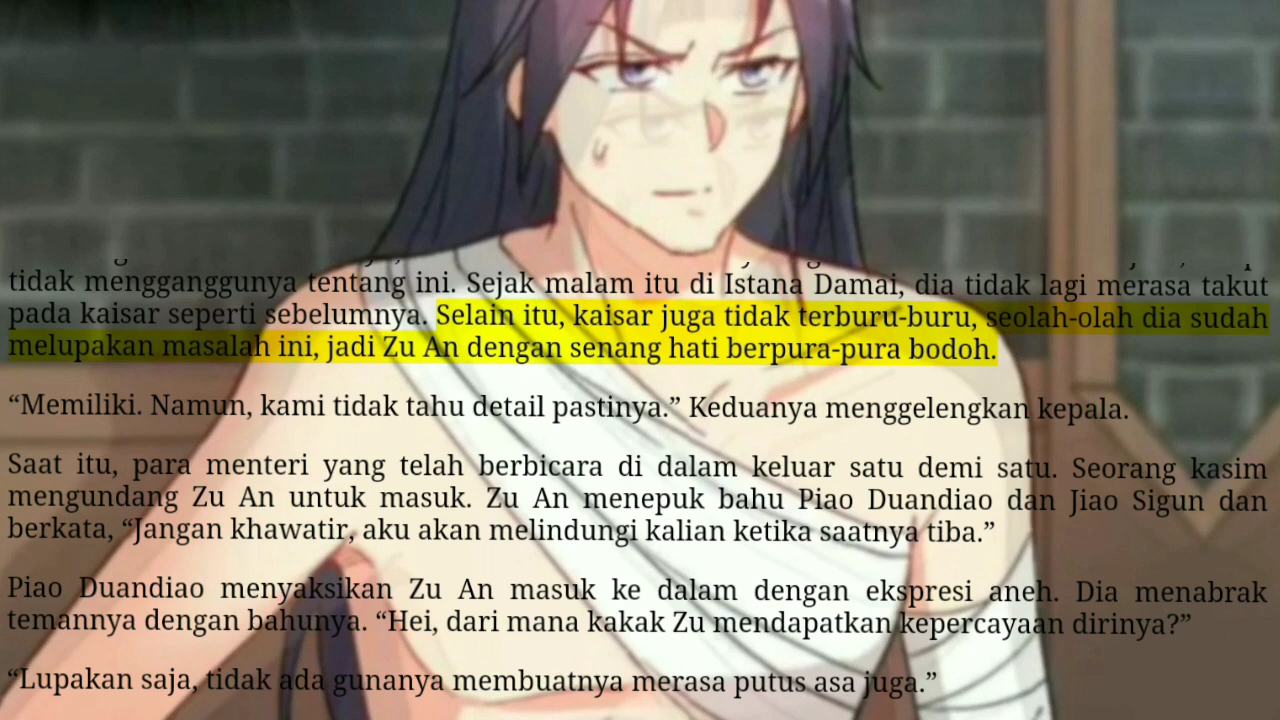 tidak mengganggunya tentang ini. Sejak malam itu di Istana Damai, dia tidak lagi merasa takut
pada kaisar seperti sebelumnya. Selain itu, kaisar juga tidak terburu-buru, seolah-olah dia sudah
melupakan masalah ini, jadi Zu An dengan senang hati berpura-pura bodoh.
“Memiliki. Namun, kami tidak tahu detail pastinya.” Keduanya menggelengkan kepala.
Saat itu, para menteri yang telah berbicara di dalam keluar satu demi satu. Seorang kasim
mengundang Zu An untuk masuk. Zu An menepuk bahu Piao Duandiao dan Jiao Sigun dan
berkata, “Jangan khawatir, aku akan melindungi kalian ketika saatnya tiba.”
Piao Duandiao menyaksikan Zu An masuk ke dalam dengan ekspresi aneh. Dia menabrak
temannya dengan bahunya. “Hei, dari mana kakak Zu mendapatkan kepercayaan dirinya?”
“Lupakan saja, tidak ada gunanya membuatnya merasa putus asa juga.”